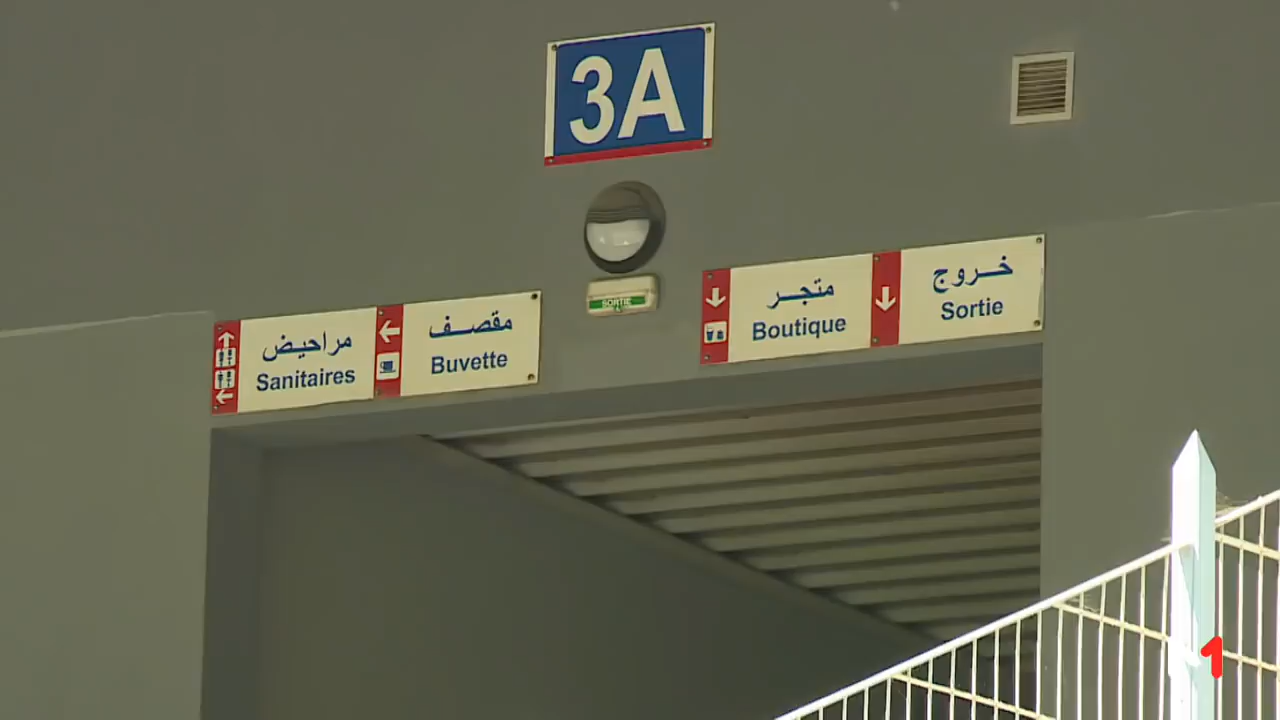 3A
SORTIE
مراحيض
Sanitaires
مقصف
Buvette
متجر
Boutique
خروج
Sortie
1